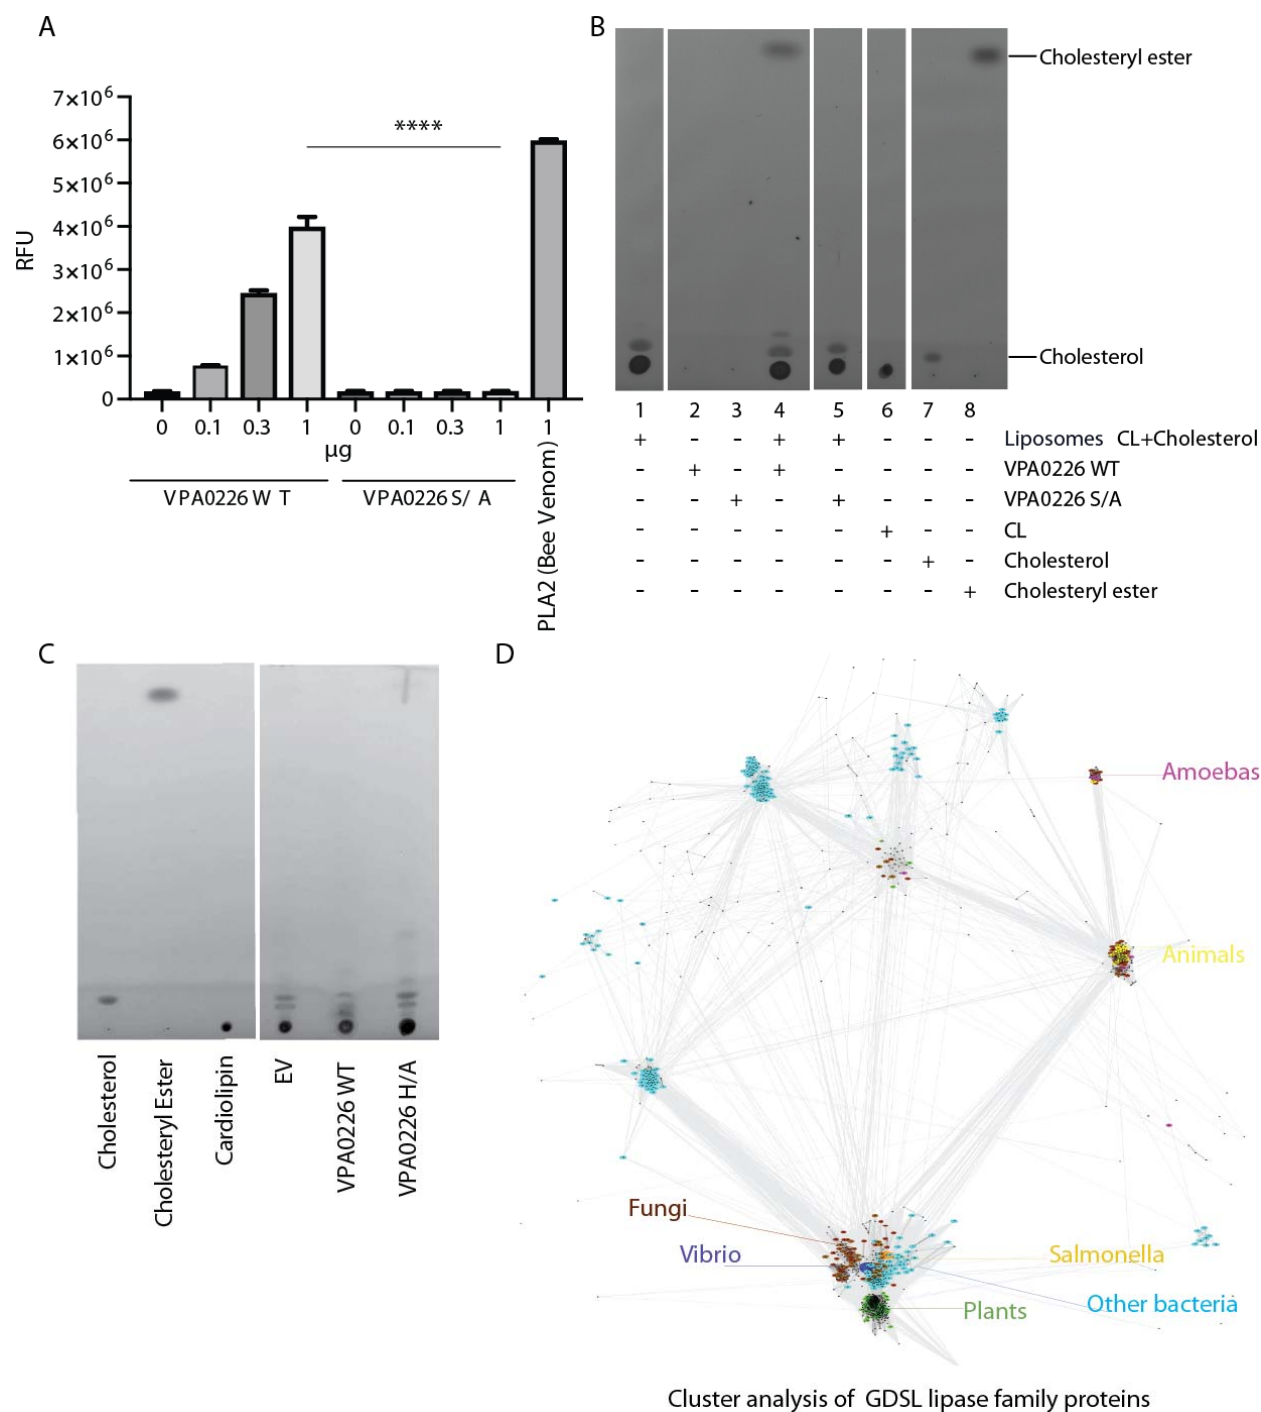 A
7×10⁶
6×10⁶
5×10⁶
4×10⁶
3×10⁶
2×10⁶
1×10⁶
0
RFU
****
0 0.1 0.3 1 0 0.1 0.3 1 1
µg
VPA0226 W T VPA0226 S/ A
PLA2 (Bee Venom)
B
Cholesteryl ester
Cholesterol
1 2 3 4 5 6 7 8
+ - - + + - - - Liposomes CL+Cholesterol
- + - + - - - - VPA0226 WT
- - + - + - - - VPA0226 S/A
- - - - - + - - CL
- - - - - - + - Cholesterol
- - - - - - - + Cholesteryl ester
C
Cholesterol
Cholesteryl Ester
Cardiolipin
EV
VPA0226 WT
VPA0226 H/A
D
Amoebas
Animals
Fungi
Vibrio
Salmonella
Other bacteria
Plants
Cluster analysis of GDSL lipase family proteins